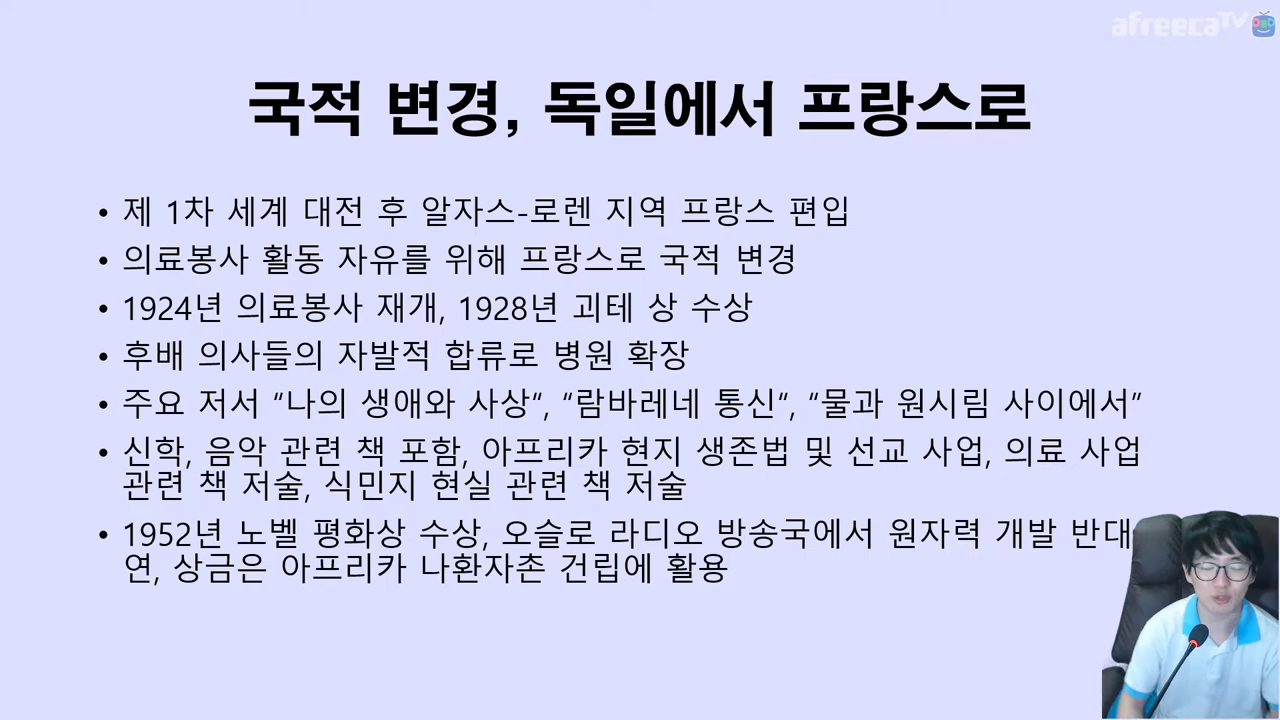 afreecaTV
국적 변경, 독일에서 프랑스로
• 제 1차 세계 대전 후 알자스-로렌 지역 프랑스 편입
• 의료봉사 활동 자유를 위해 프랑스로 국적 변경
• 1924년 의료봉사 재개, 1928년 괴테 상 수상
• 후배 의사들의 자발적 합류로 병원 확장
• 주요 저서 “나의 생애와 사상“, “람바레네 통신“, “물과 원시림 사이에서”
• 신학, 음악 관련 책 포함, 아프리카 현지 생존법 및 선교 사업, 의료 사업
관련 책 저술, 식민지 현실 관련 책 저술
• 1952년 노벨 평화상 수상, 오슬로 라디오 방송국에서 원자력 개발 반대
연, 상금은 아프리카 나환자촌 건립에 활용